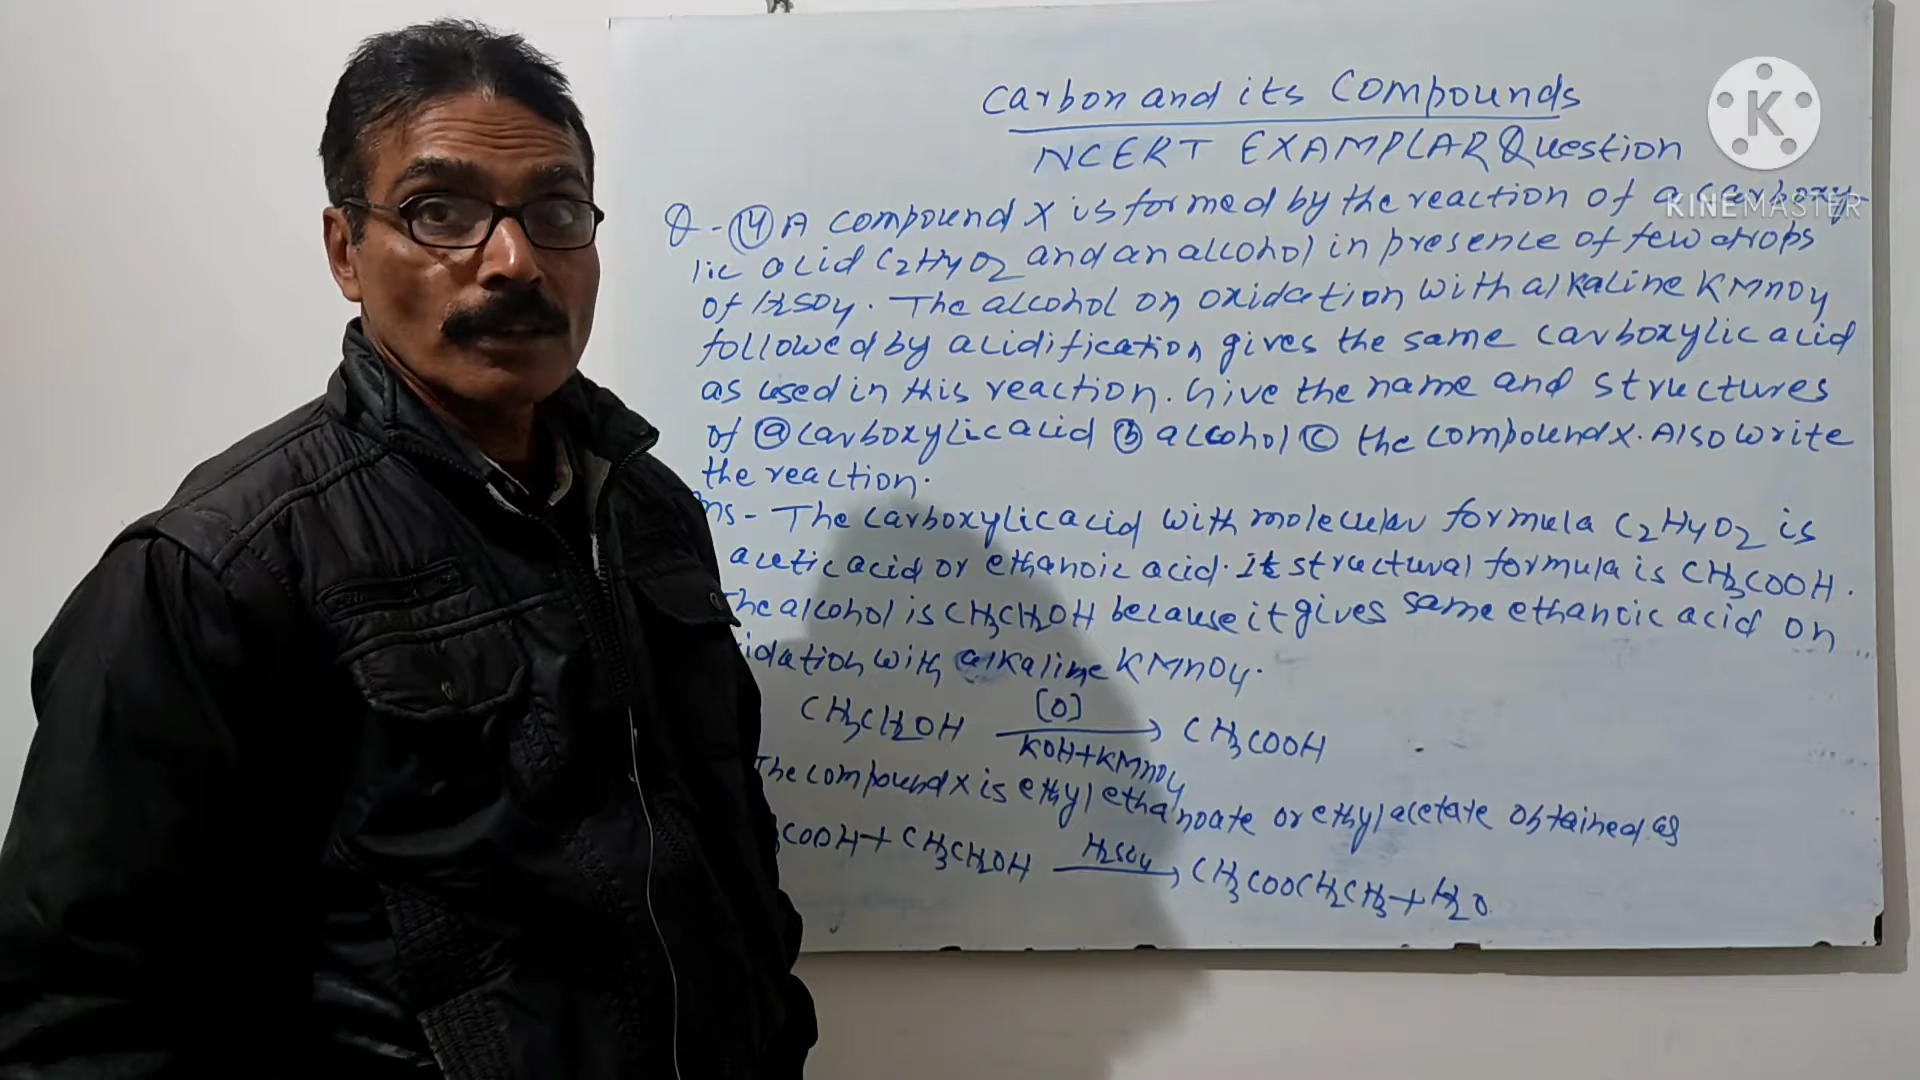 Carbon and its Compounds
NCERT EXAMPLAR Question
K
KINEMASTER
Q-(14) A compound X is formed by the reaction of a carboxy-
lic acid C2H4O2 and an alcohol in presence of few drops
of H2SO4. The alcohol on oxidation with alkaline KMnO4
followed by acidification gives the same carboxylic acid
as used in this reaction. Give the name and structures
of (a) carboxylic acid (b) alcohol (c) the compound X. Also write
the reaction.
Ans - The carboxylic acid with molecular formula C2H4O2 is
acetic acid or ethanoic acid. It structural formula is CH3COOH.
The alcohol is CH3CH2OH because it gives same ethanoic acid on
idation with alkaline KMnO4.
CH3CH2OH [O] → CH3COOH
KOH+KMnO4
The compound X is ethyl ethanoate or ethyl acetate obtained as
3COOH + CH3CH2OH H2SO4 → CH3COOCH2CH3 + H2O